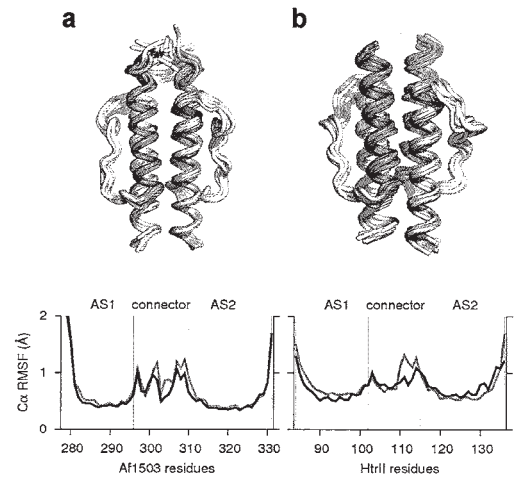 a
b
AS1 connector AS2
AS1 connector AS2
Cα RMSF (Å)
2
1
0
280 290 300 310 320 330
90 100 110 120 130
Af1503 residues
HtrII residues